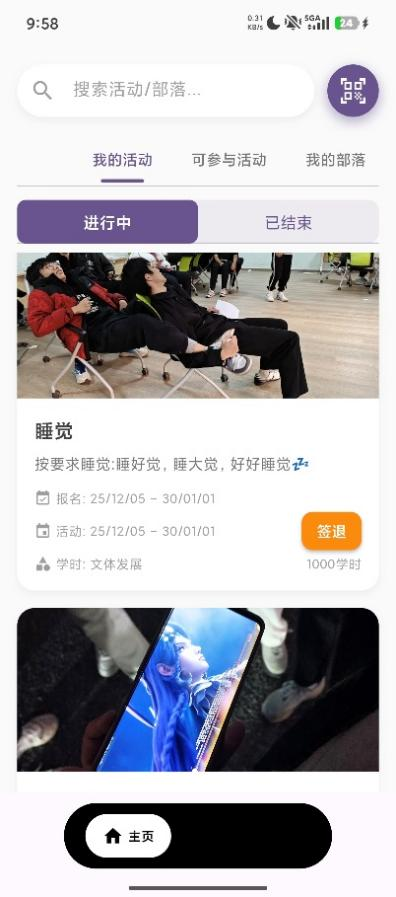 9:58
0.31
KB/s
5GA
24
搜索活动/部落...
我的活动 可参与活动 我的部落
进行中 已结束
睡觉
按要求睡觉:睡好觉，睡大觉，好好睡觉💤
报名: 25/12/05 - 30/01/01
活动: 25/12/05 - 30/01/01
签退
学时: 文体发展 1000学时
主页